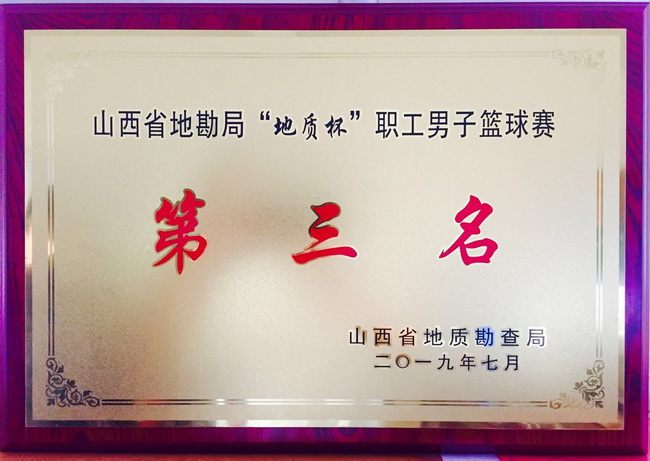 山西省地勘局“地质杯”职工男子篮球赛
第三名
山西省地质勘查局
二〇一九年七月